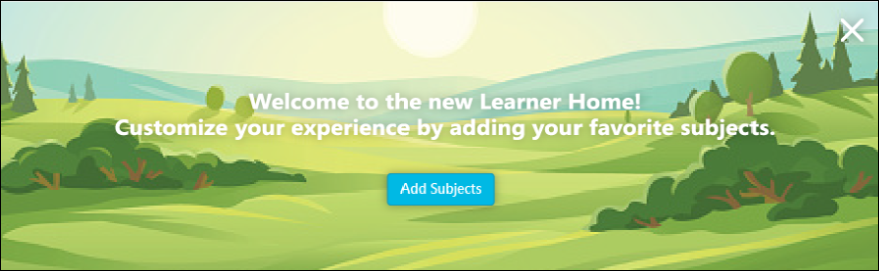 Welcome to the new Learner Home!
Customize your experience by adding your favorite subjects.
Add Subjects